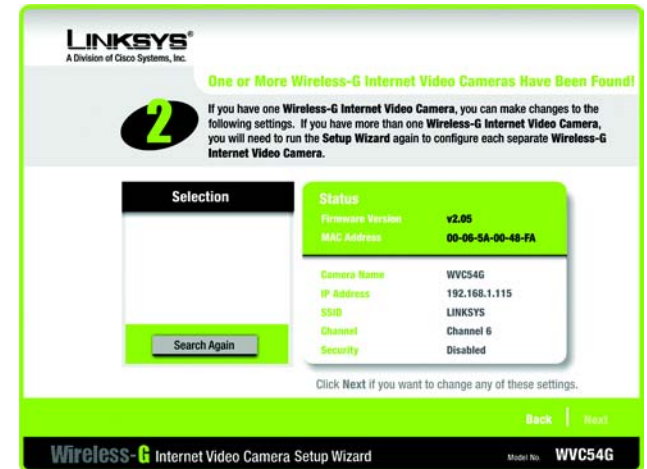 LINKSYS®
A Division of Cisco Systems, Inc.
One or More Wireless-G Internet Video Cameras Have Been Found!
2
If you have one Wireless-G Internet Video Camera, you can make changes to the
following settings. If you have more than one Wireless-G Internet Video Camera,
you will need to run the Setup Wizard again to configure each separate Wireless-G
Internet Video Camera.
Selection
Search Again
Status
Firmware Version v2.05
MAC Address 00-06-5A-00-48-FA
Camera Name WVC54G
IP Address 192.168.1.115
SSID LINKSYS
Channel Channel 6
Security Disabled
Click Next if you want to change any of these settings.
Back | Next
Wireless-G Internet Video Camera Setup Wizard
Model No. WVC54G